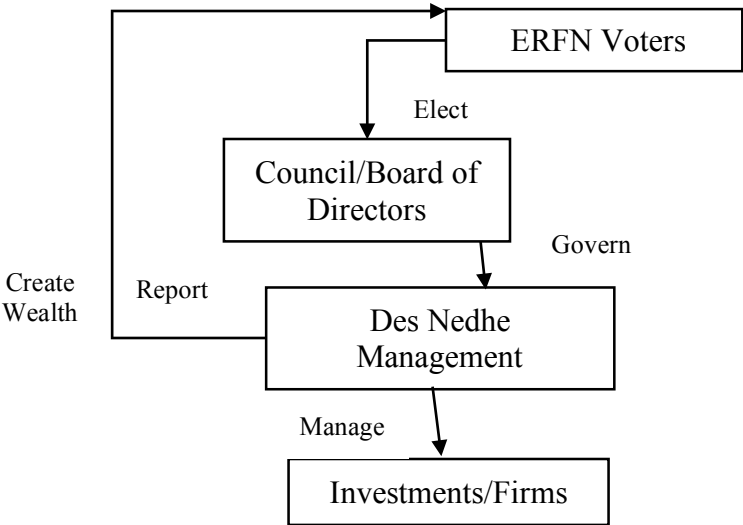 ERFN Voters
Elect
Council/Board of
Directors
Govern
Create
Wealth
Report
Des Nedhe
Management
Manage
Investments/Firms